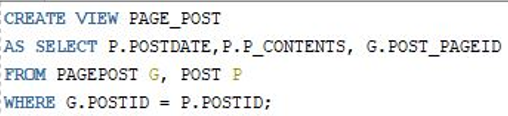 CREATE VIEW PAGE_POST
AS SELECT P.POSTDATE,P.P_CONTENTS, G.POST_PAGEID
FROM PAGEPOST G, POST P
WHERE G.POSTID = P.POSTID;